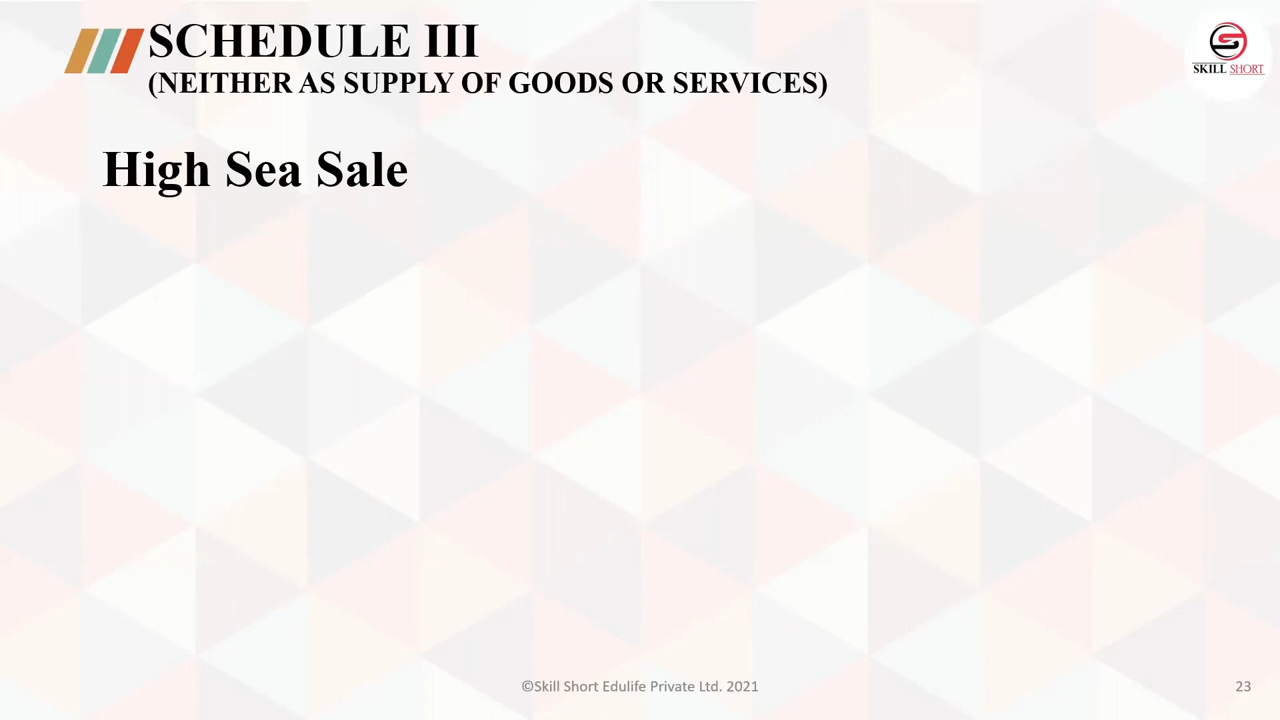 SCHEDULE III
(NEITHER AS SUPPLY OF GOODS OR SERVICES)
SKILL SHORT
High Sea Sale
©Skill Short Edulife Private Ltd. 2021
23